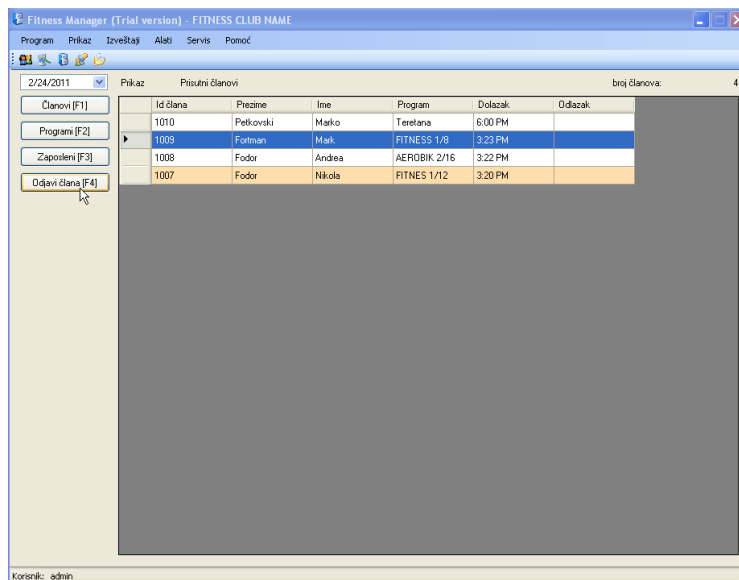 Fitness Manager (Trial version) - FITNESS CLUB NAME
Program Prikaz Izveštaji Alati Servis Pomoć
2/24/2011 Prikaz Prisutni članovi broj članova: 4
Članovi [F1]
Programi [F2]
Zaposleni [F3]
Odjavi člana [F4]
Id člana Prezime Ime Program Dolazak Odlazak
1010 Petkovski Marko Teretana 6:00 PM
1009 Fortman Mark FITNESS 1/8 3:23 PM
1008 Fodor Andrea AEROBIK 2/16 3:22 PM
1007 Fodor Nikola FITNES 1/12 3:20 PM
Korisnik: admin